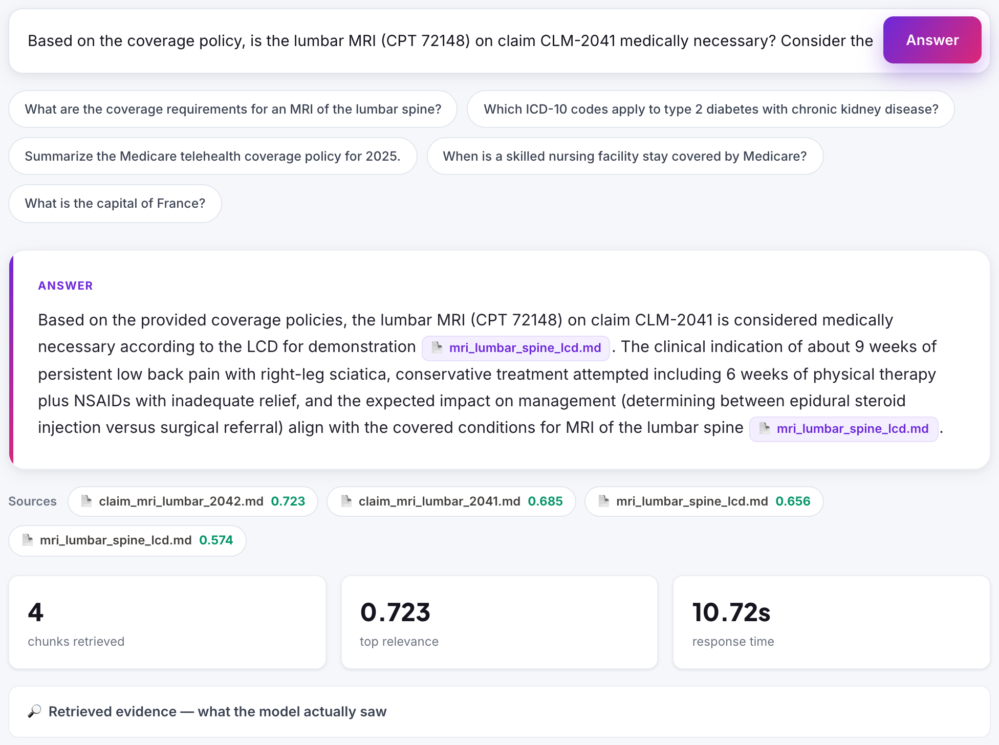 Based on the coverage policy, is the lumbar MRI (CPT 72148) on claim CLM-2041 medically necessary? Consider the
Answer
What are the coverage requirements for an MRI of the lumbar spine?
Which ICD-10 codes apply to type 2 diabetes with chronic kidney disease?
Summarize the Medicare telehealth coverage policy for 2025.
When is a skilled nursing facility stay covered by Medicare?
What is the capital of France?
ANSWER
Based on the provided coverage policies, the lumbar MRI (CPT 72148) on claim CLM-2041 is considered medically
necessary according to the LCD for demonstration mri_lumbar_spine_lcd.md . The clinical indication of about 9 weeks of
persistent low back pain with right-leg sciatica, conservative treatment attempted including 6 weeks of physical therapy
plus NSAIDs with inadequate relief, and the expected impact on management (determining between epidural steroid
injection versus surgical referral) align with the covered conditions for MRI of the lumbar spine mri_lumbar_spine_lcd.md .
Sources claim_mri_lumbar_2042.md 0.723 claim_mri_lumbar_2041.md 0.685 mri_lumbar_spine_lcd.md 0.656
mri_lumbar_spine_lcd.md 0.574
4
chunks retrieved
0.723
top relevance
10.72s
response time
Retrieved evidence — what the model actually saw